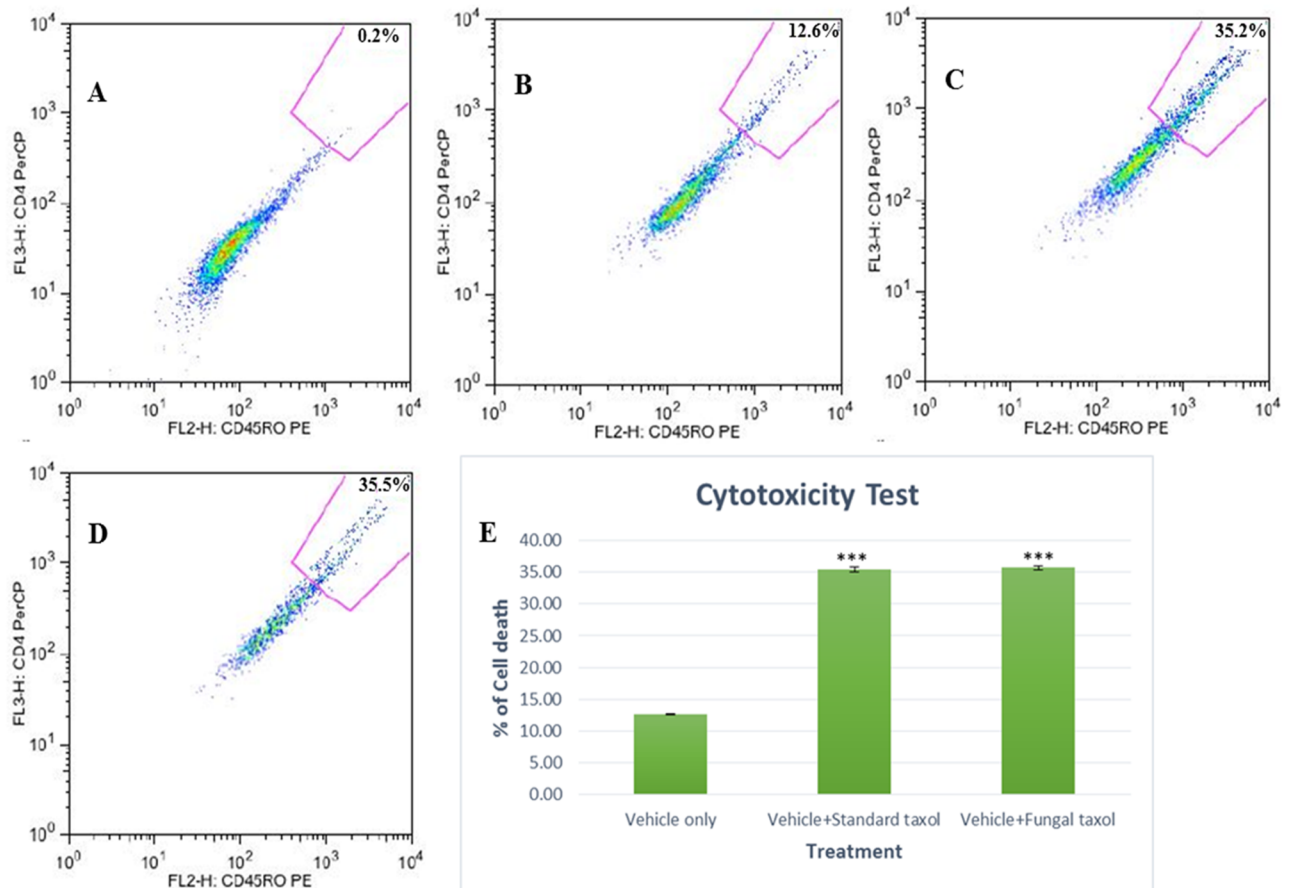 A
0.2%
FL3-H: CD4 PerCP
10⁴
10³
10²
10¹
10⁰
10⁰ 10¹ 10² 10³ 10⁴
FL2-H: CD45RO PE
B
12.6%
FL3-H: CD4 PerCP
10⁴
10³
10²
10¹
10⁰
10⁰ 10¹ 10² 10³ 10⁴
FL2-H: CD45RO PE
C
35.2%
FL3-H: CD4 PerCP
10⁴
10³
10²
10¹
10⁰
10⁰ 10¹ 10² 10³ 10⁴
FL2-H: CD45RO PE
D
35.5%
FL3-H: CD4 PerCP
10⁴
10³
10²
10¹
10⁰
10⁰ 10¹ 10² 10³ 10⁴
FL2-H: CD45RO PE
Cytotoxicity Test
E
% of Cell death
40.00
35.00
30.00
25.00
20.00
15.00
10.00
5.00
0.00
*** ***
Vehicle only Vehicle+Standard taxol Vehicle+Fungal taxol
Treatment